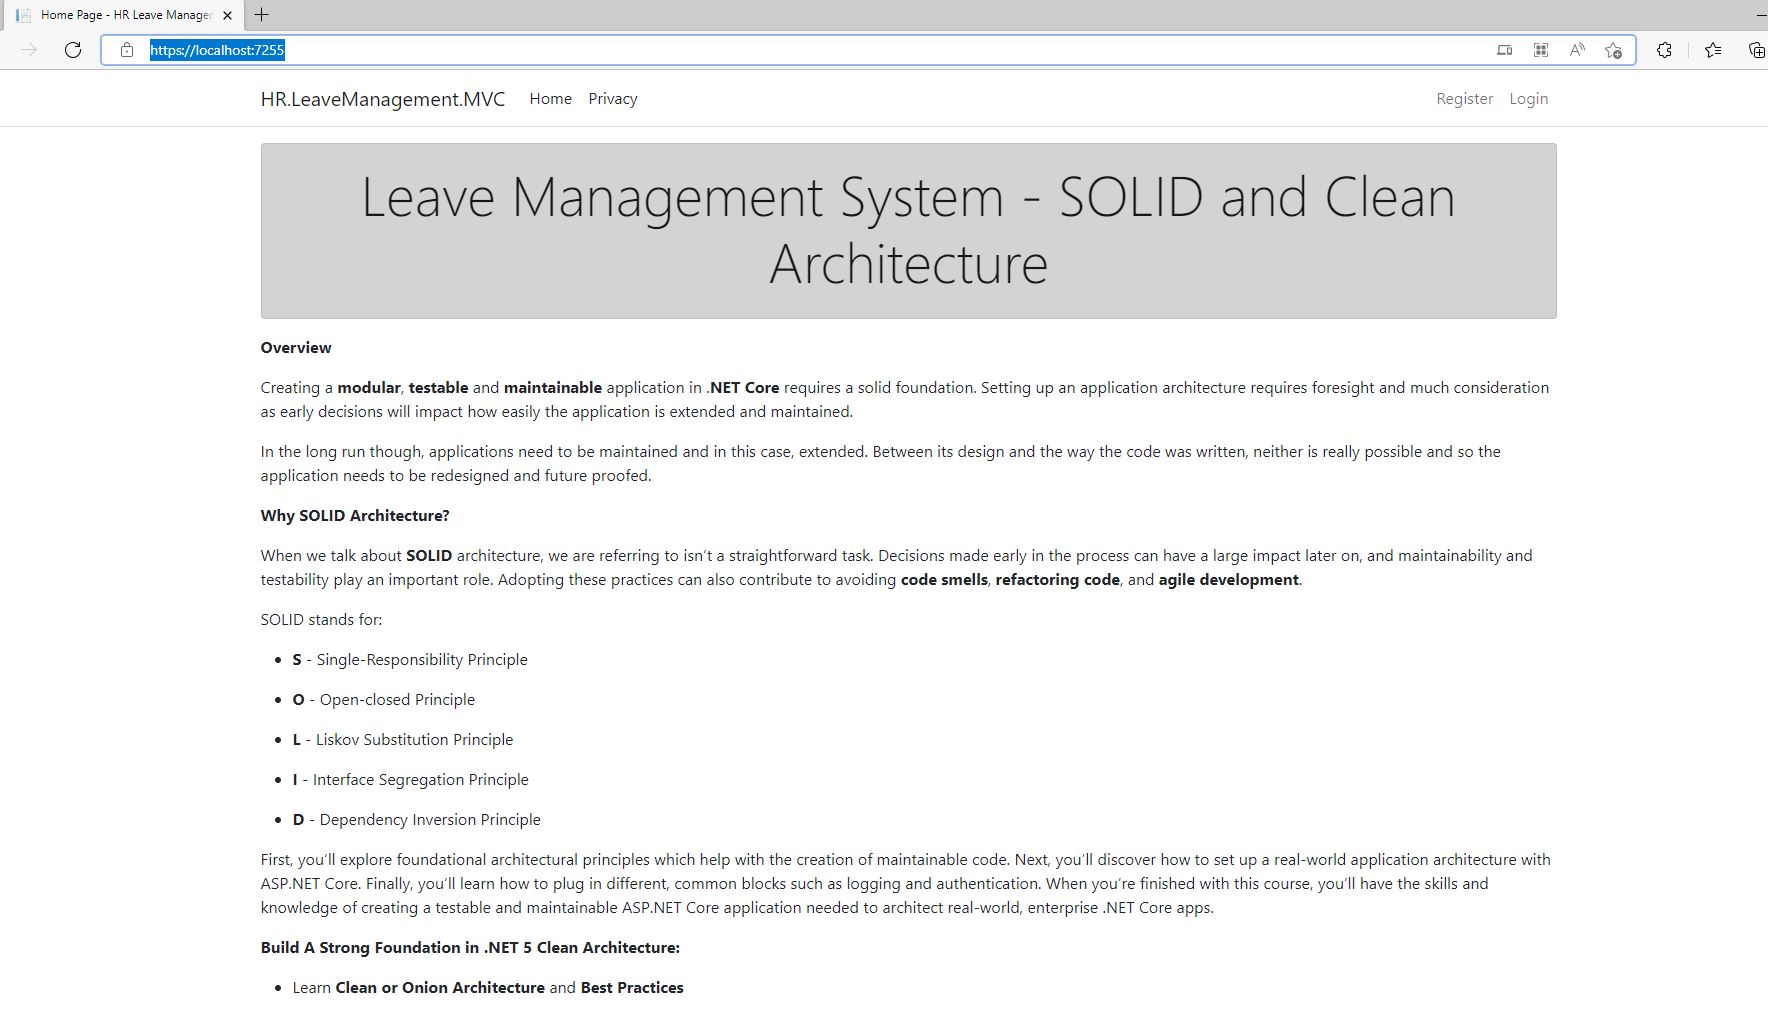 Home Page - HR Leave Manager
https://localhost:7255
HR.LeaveManagement.MVC Home Privacy Register Login
Leave Management System - SOLID and Clean
Architecture
Overview
Creating a modular, testable and maintainable application in .NET Core requires a solid foundation. Setting up an application architecture requires foresight and much consideration
as early decisions will impact how easily the application is extended and maintained.
In the long run though, applications need to be maintained and in this case, extended. Between its design and the way the code was written, neither is really possible and so the
application needs to be redesigned and future proofed.
Why SOLID Architecture?
When we talk about SOLID architecture, we are referring to isn't a straightforward task. Decisions made early in the process can have a large impact later on, and maintainability and
testability play an important role. Adopting these practices can also contribute to avoiding code smells, refactoring code, and agile development.
SOLID stands for:
• S - Single-Responsibility Principle
• O - Open-closed Principle
• L - Liskov Substitution Principle
• I - Interface Segregation Principle
• D - Dependency Inversion Principle
First, you'll explore foundational architectural principles which help with the creation of maintainable code. Next, you'll discover how to set up a real-world application architecture with
ASP.NET Core. Finally, you'll learn how to plug in different, common blocks such as logging and authentication. When you're finished with this course, you'll have the skills and
knowledge of creating a testable and maintainable ASP.NET Core application needed to architect real-world, enterprise .NET Core apps.
Build A Strong Foundation in .NET 5 Clean Architecture:
• Learn Clean or Onion Architecture and Best Practices